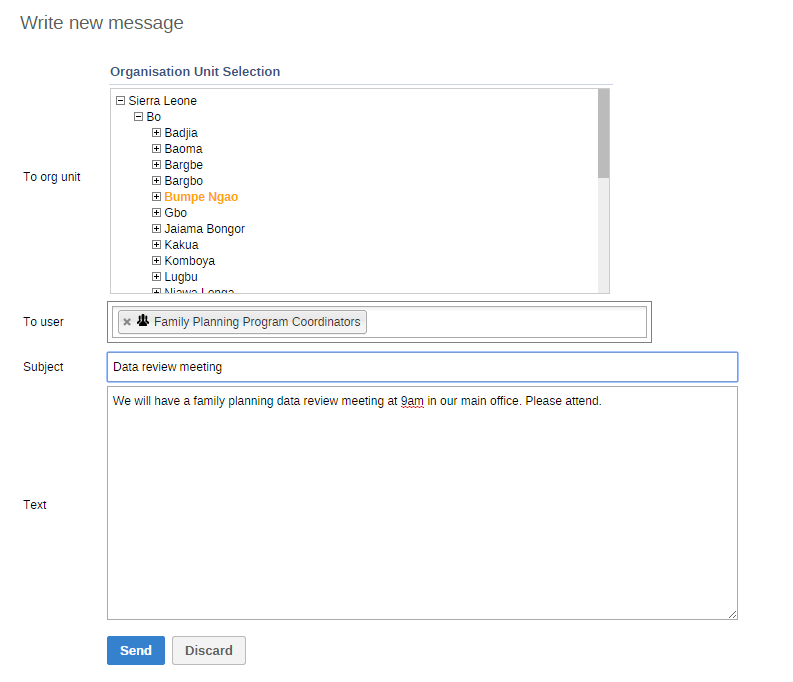 Write new message
Organisation Unit Selection
To org unit
Sierra Leone
Bo
Badjia
Baoma
Bargbe
Bargbo
Bumpe Ngao
Gbo
Jaiama Bongor
Kakua
Komboya
Lugbu
To user
Family Planning Program Coordinators
Subject
Data review meeting
Text
We will have a family planning data review meeting at 9am in our main office. Please attend.
Send
Discard